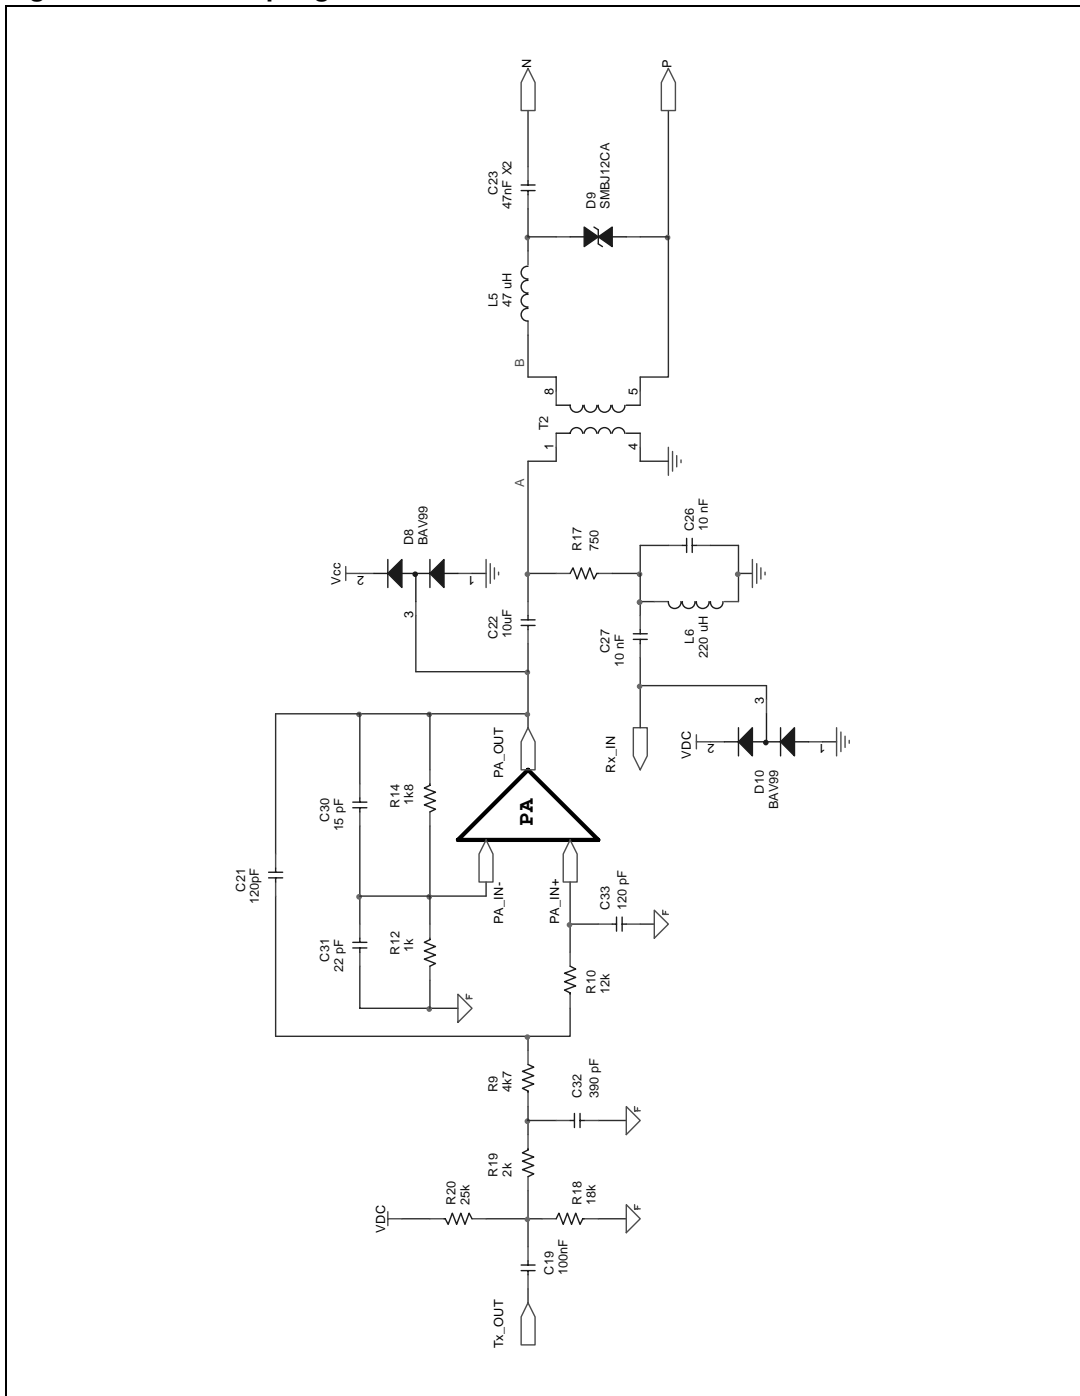 N
P
C23
47nF X2
D9
SMBJ12CA
L5
47 uH
B
8
5
T2
1
4
A
D8
BAV99
Vcc
2
1
3
R17
750
C26
10 nF
C22
10uF
C27
10 nF
L6
220 uH
Rx_IN
VDC
2
1
3
D10
BAV99
PA_OUT
PA
C30
15 pF
R14
1k8
C21
120pF
PA_IN-
PA_IN+
C33
120 pF
F
C31
22 pF
R12
1k
F
R10
12k
R9
4k7
C32
390 pF
F
R19
2k
VDC
R20
25k
R18
18k
F
C19
100nF
Tx_OUT